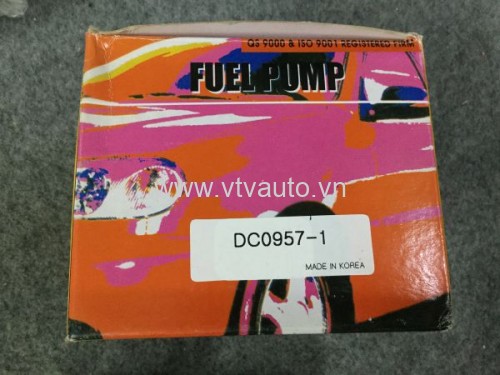 QS 9000 & ISO 9001 REGISTERED FIRM
FUEL PUMP
www.vtvauto.vn
DC0957-1
MADE IN KOREA